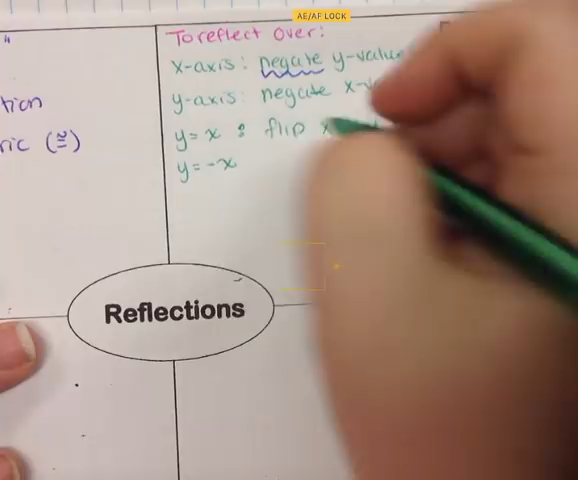 AE/AF LOCK
To reflect over:
x-axis: negate y-value
y-axis: negate x-v
y = x : flip x
y = -x
tion
ric (≅)
Reflections